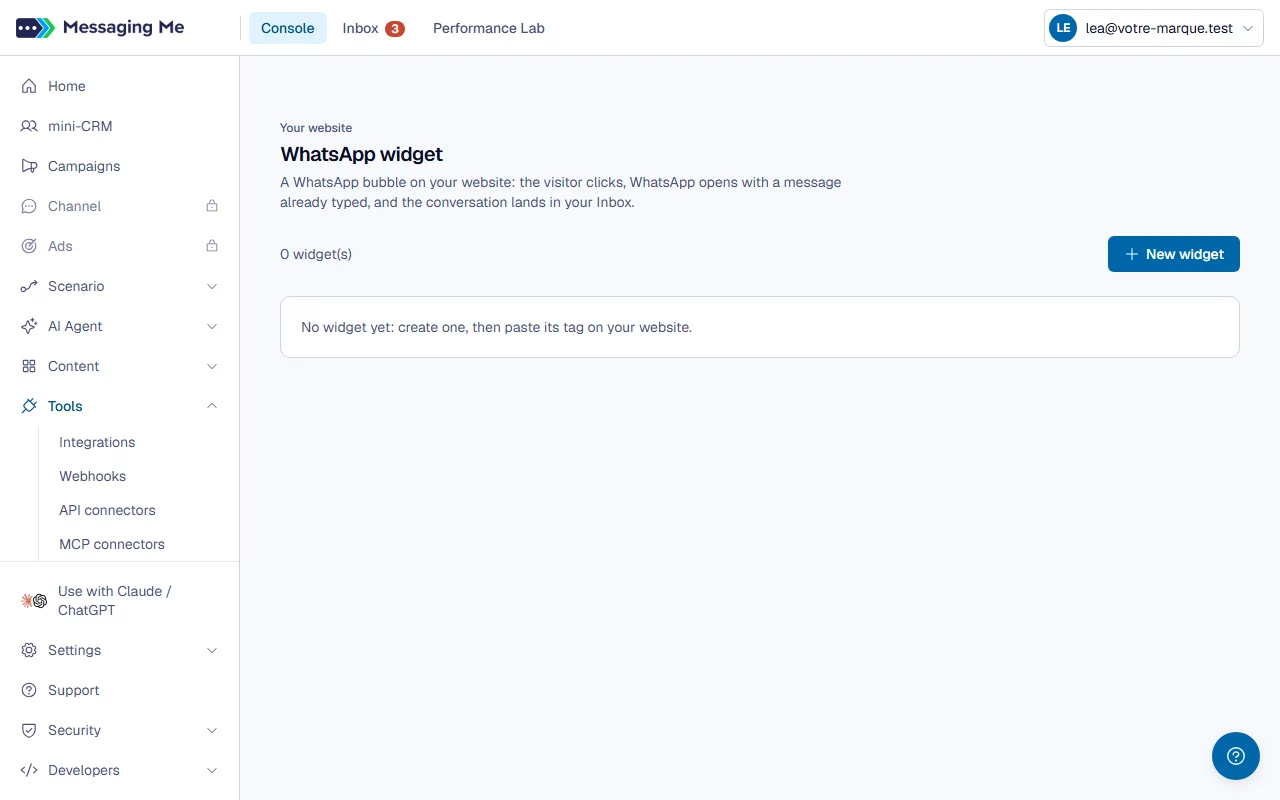 Messaging Me
Console
Inbox 3
Performance Lab
LE lea@votre-marque.test
Home
mini-CRM
Campaigns
Channel
Ads
Scenario
AI Agent
Content
Tools
Integrations
Webhooks
API connectors
MCP connectors
Use with Claude /
ChatGPT
Settings
Support
Security
Developers
Your website
WhatsApp widget
A WhatsApp bubble on your website: the visitor clicks, WhatsApp opens with a message
already typed, and the conversation lands in your Inbox.
0 widget(s)
New widget
No widget yet: create one, then paste its tag on your website.